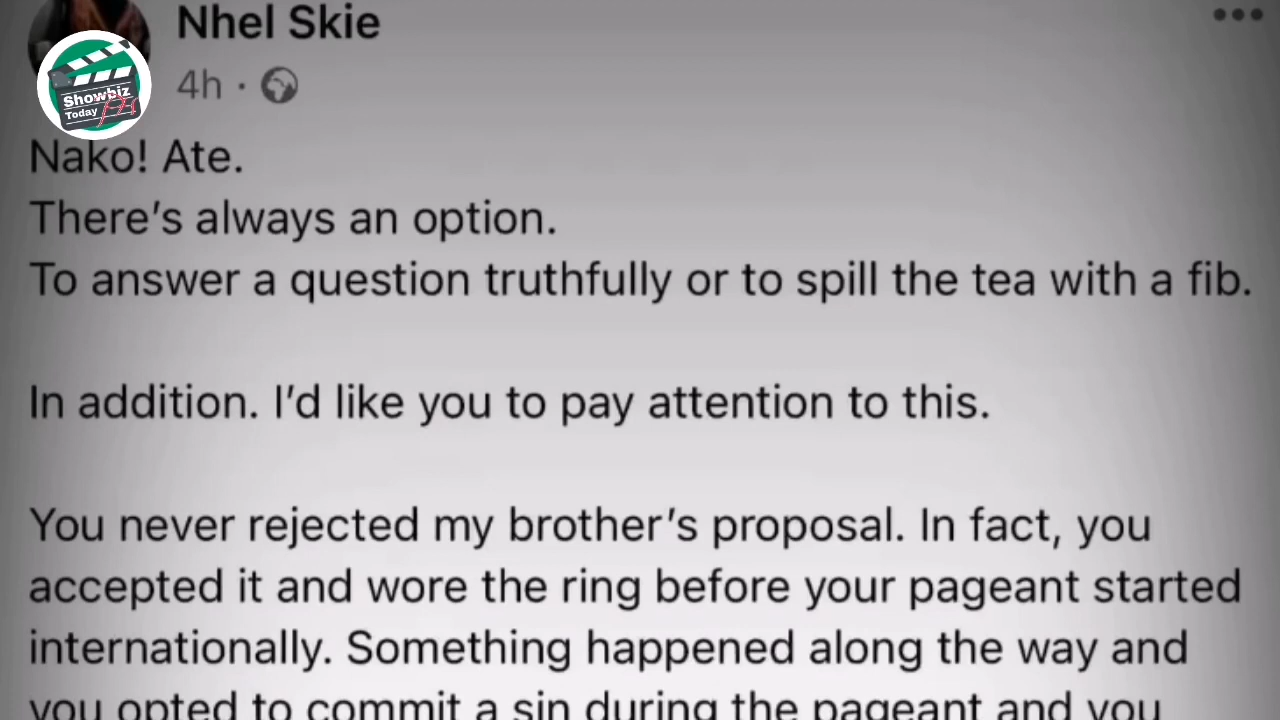 Nhel Skie
Showbiz
Today PH
4h ·
Nako! Ate.
There's always an option.
To answer a question truthfully or to spill the tea with a fib.
In addition. I'd like you to pay attention to this.
You never rejected my brother's proposal. In fact, you
accepted it and wore the ring before your pageant started
internationally. Something happened along the way and
you opted to commit a sin during the pageant and you